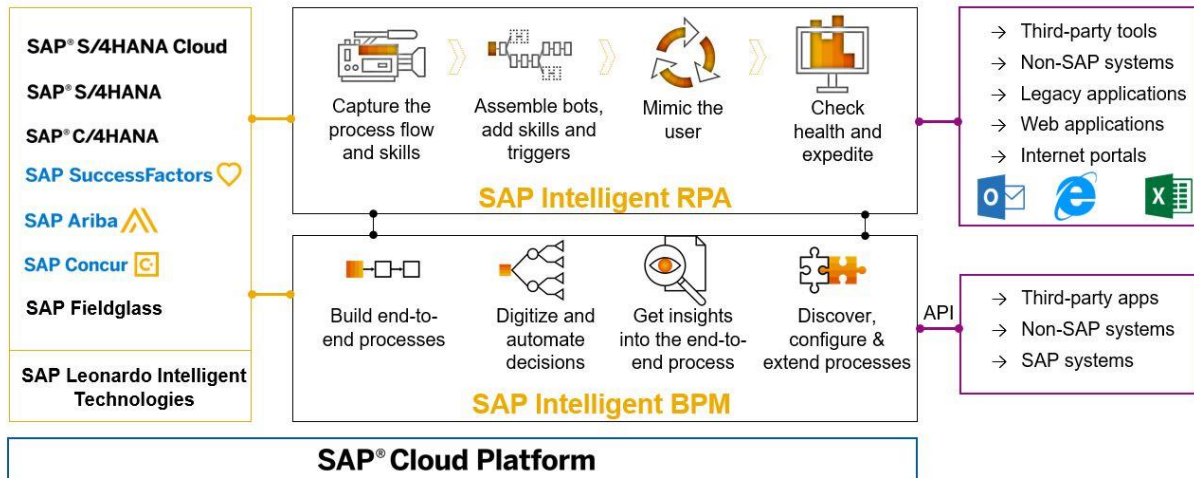 SAP® S/4HANA Cloud
SAP® S/4HANA
SAP® C/4HANA
SAP SuccessFactors
SAP Ariba
SAP Concur C
SAP Fieldglass
SAP Leonardo Intelligent
Technologies
Capture the
process flow
and skills
Assemble bots,
add skills and
triggers
Mimic the
user
Check
health and
expedite
SAP Intelligent RPA
Build end-to-
end processes
Digitize and
automate
decisions
Get insights
into the end-to-
end process
Discover,
configure &
extend processes
SAP Intelligent BPM
→ Third-party tools
→ Non-SAP systems
→ Legacy applications
→ Web applications
→ Internet portals
O
e
X
API
→ Third-party apps
→ Non-SAP systems
→ SAP systems
SAP® Cloud Platform